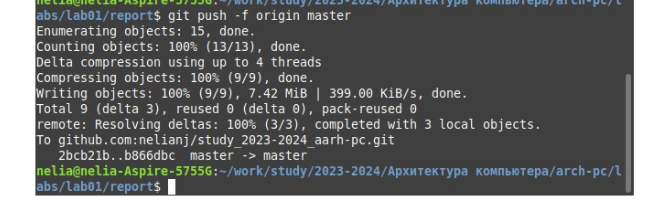 nelia@nelia-Aspire-5755G:~/work/study/2023-2024/Архитектура компьютера/arch-pc/l
abs/lab01/report$ git push -f origin master
Enumerating objects: 15, done.
Counting objects: 100% (13/13), done.
Delta compression using up to 4 threads
Compressing objects: 100% (9/9), done.
Writing objects: 100% (9/9), 7.42 MiB | 399.00 KiB/s, done.
Total 9 (delta 3), reused 0 (delta 0), pack-reused 0
remote: Resolving deltas: 100% (3/3), completed with 3 local objects.
To github.com:nelianj/study_2023-2024_aarh-pc.git
   2bcb21b..b866dbc  master -> master
nelia@nelia-Aspire-5755G:~/work/study/2023-2024/Архитектура компьютера/arch-pc/l
abs/lab01/report$